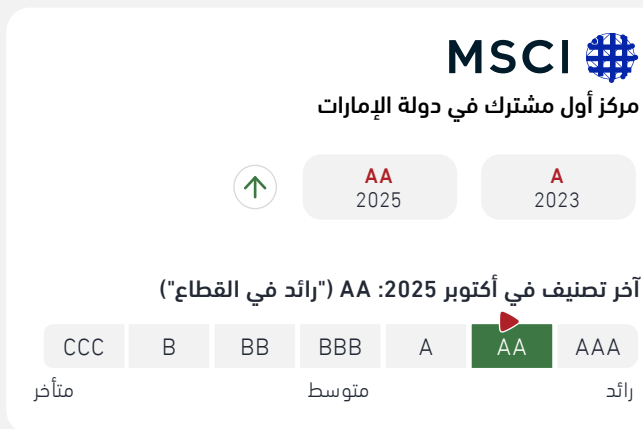 MSCI
مركز أول مشترك في دولة الإمارات
A
2023
AA
2025
آخر تصنيف في أكتوبر 2025: AA ("رائد في القطاع")
AAA AA A BBB BB B CCC
رائد متوسط متأخر